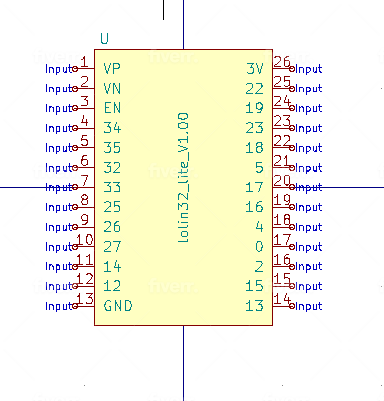 U
Input 1 VP 3V 26 Input
Input 2 VN 22 25 Input
Input 3 EN 19 24 Input
Input 4 34 23 23 Input
Input 5 35 18 22 Input
Input 6 32 5 21 Input
Input 7 33 17 20 Input
Input 8 25 16 19 Input
Input 9 26 4 18 Input
Input 10 27 0 17 Input
Input 11 14 2 16 Input
Input 12 12 15 15 Input
Input 13 GND 13 14 Input
lolin32_lite_V1.00